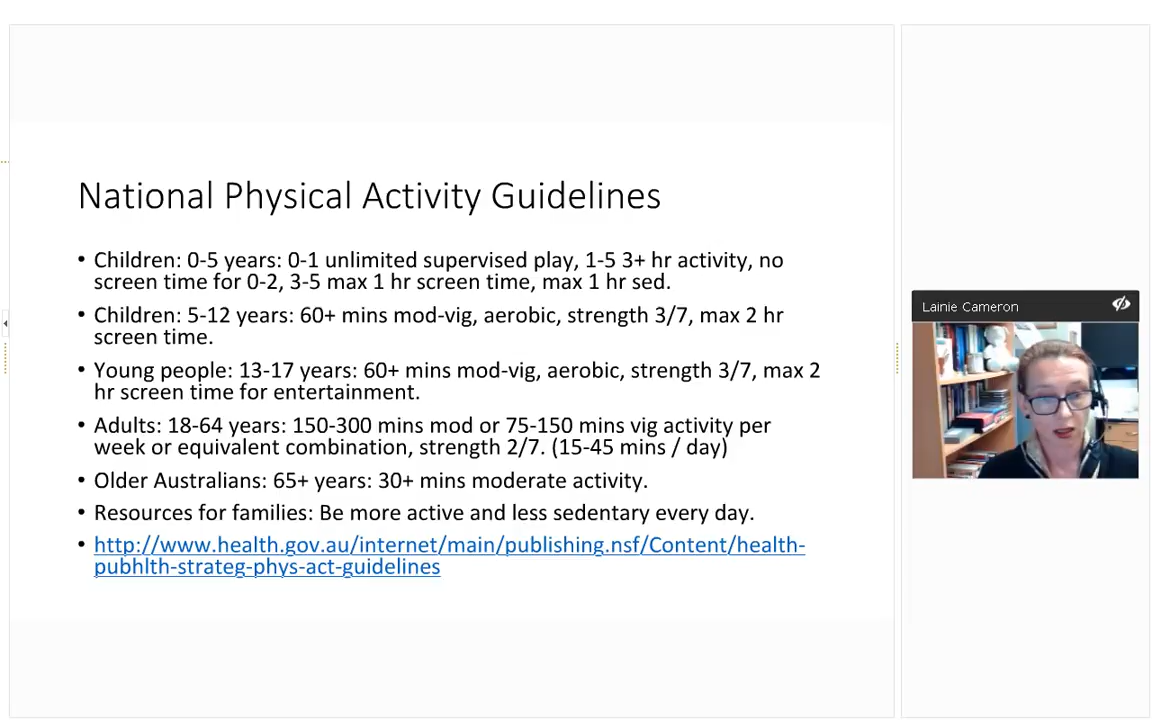 National Physical Activity Guidelines
• Children: 0-5 years: 0-1 unlimited supervised play, 1-5 3+ hr activity, no
screen time for 0-2, 3-5 max 1 hr screen time, max 1 hr sed.
• Children: 5-12 years: 60+ mins mod-vig, aerobic, strength 3/7, max 2 hr
screen time.
• Young people: 13-17 years: 60+ mins mod-vig, aerobic, strength 3/7, max 2
hr screen time for entertainment.
• Adults: 18-64 years: 150-300 mins mod or 75-150 mins vig activity per
week or equivalent combination, strength 2/7. (15-45 mins / day)
• Older Australians: 65+ years: 30+ mins moderate activity.
• Resources for families: Be more active and less sedentary every day.
• http://www.health.gov.au/internet/main/publishing.nsf/Content/health-
pubhlth-strateg-phys-act-guidelines
Lainie Cameron